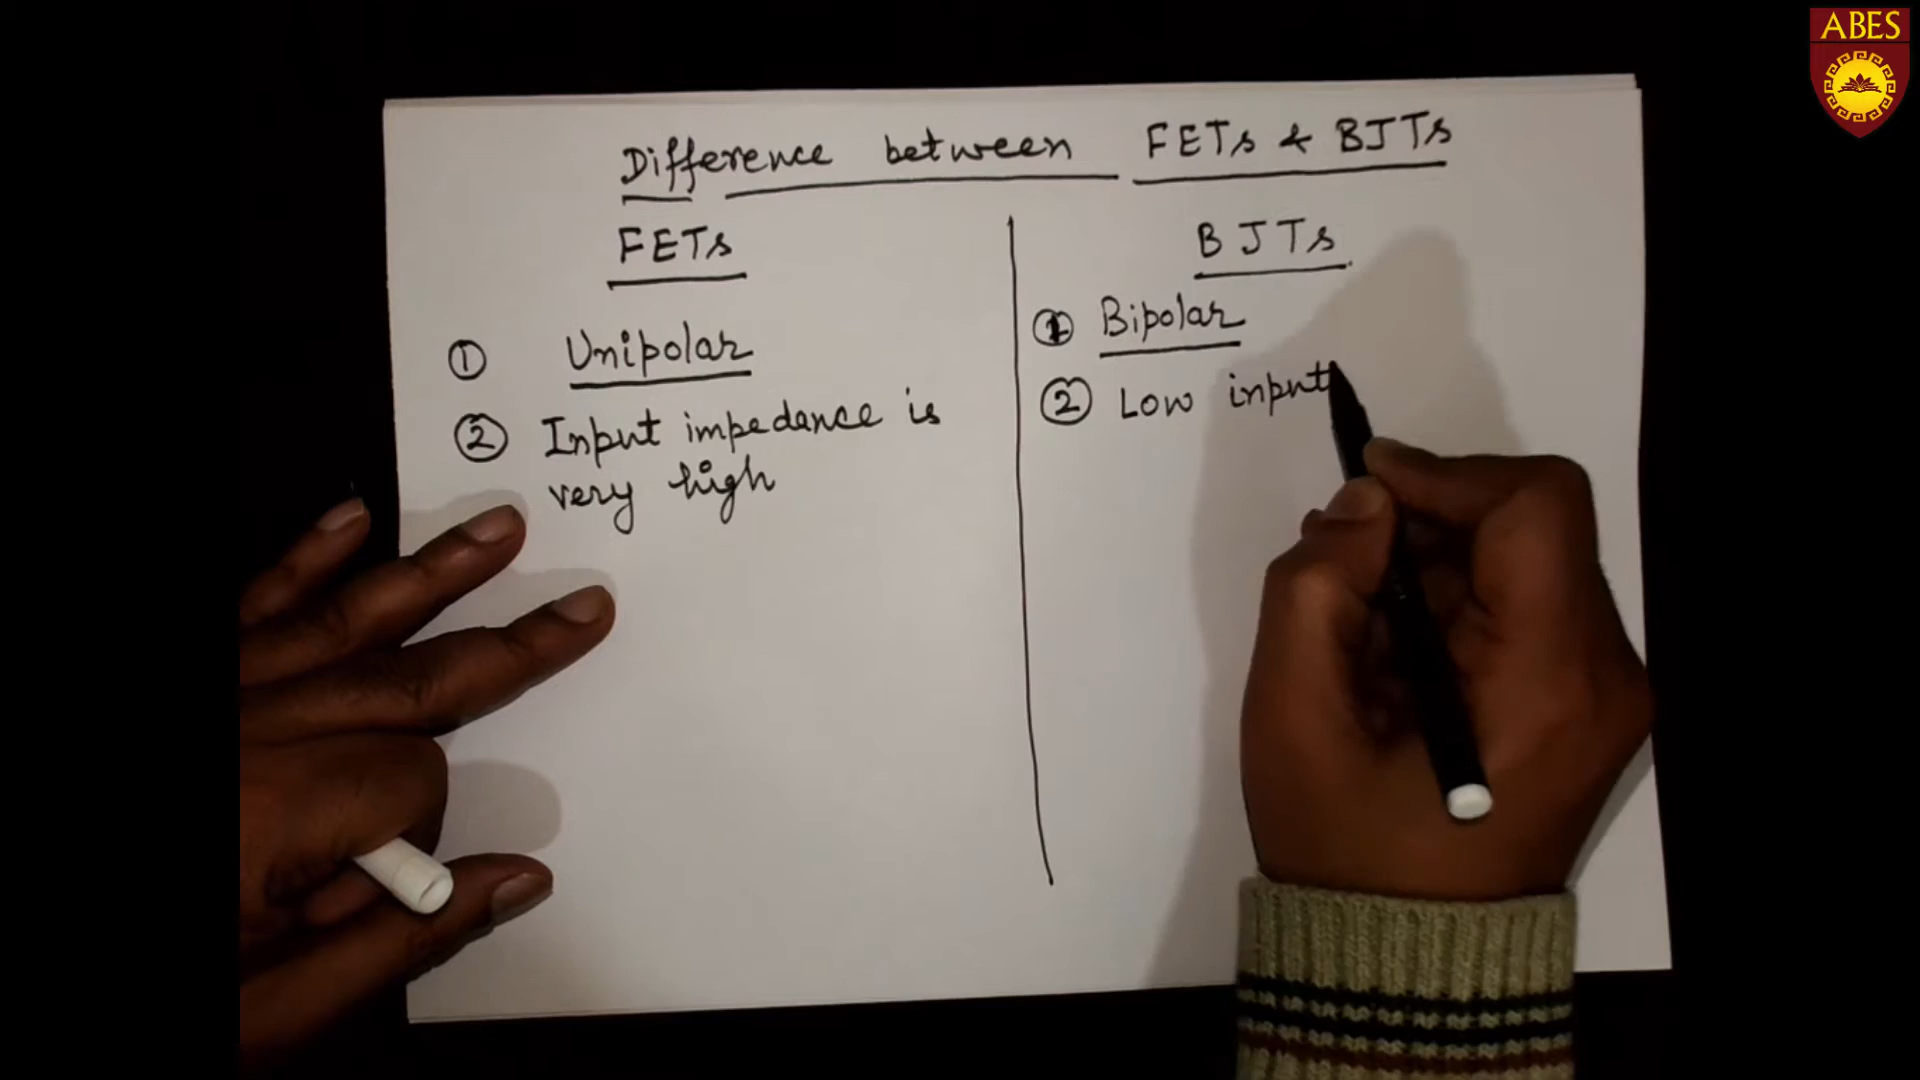 ABES
Difference between FETs & BJTs
FETs
① Unipolar
② Input impedance is
very high
BJTs
① Bipolar
② Low input